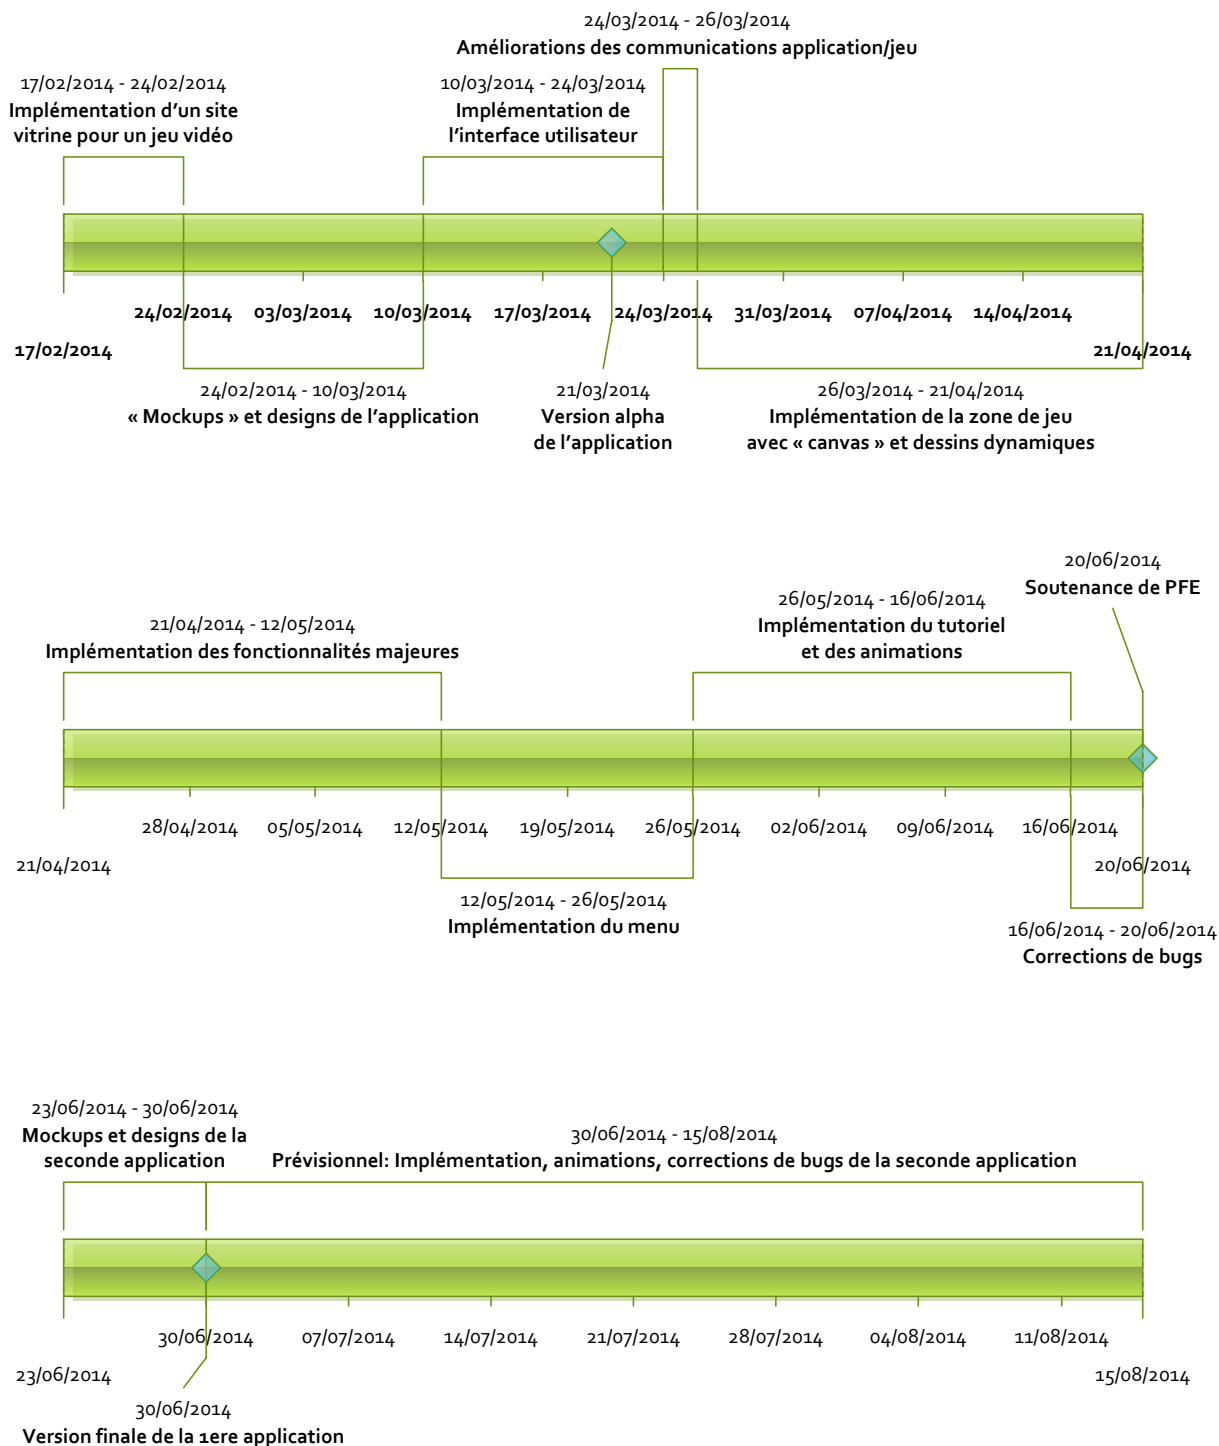 24/03/2014 - 26/03/2014
Améliorations des communications application/jeu
17/02/2014 - 24/02/2014
Implémentation d'un site
vitrine pour un jeu vidéo
10/03/2014 - 24/03/2014
Implémentation de
l'interface utilisateur
24/02/2014 03/03/2014 10/03/2014 17/03/2014 24/03/2014 31/03/2014 07/04/2014 14/04/2014
17/02/2014 21/04/2014
24/02/2014 - 10/03/2014
« Mockups » et designs de l'application
21/03/2014
Version alpha
de l'application
26/03/2014 - 21/04/2014
Implémentation de la zone de jeu
avec « canvas » et dessins dynamiques
20/06/2014
Soutenance de PFE
21/04/2014 - 12/05/2014
Implémentation des fonctionnalités majeures
26/05/2014 - 16/06/2014
Implémentation du tutoriel
et des animations
28/04/2014 05/05/2014 12/05/2014 19/05/2014 26/05/2014 02/06/2014 09/06/2014 16/06/2014
21/04/2014 20/06/2014
12/05/2014 - 26/05/2014
Implémentation du menu
16/06/2014 - 20/06/2014
Corrections de bugs
23/06/2014 - 30/06/2014
Mockups et designs de la
seconde application
30/06/2014 - 15/08/2014
Prévisionnel: Implémentation, animations, corrections de bugs de la seconde application
30/06/2014 07/07/2014 14/07/2014 21/07/2014 28/07/2014 04/08/2014 11/08/2014
23/06/2014 15/08/2014
30/06/2014
Version finale de la 1ere application